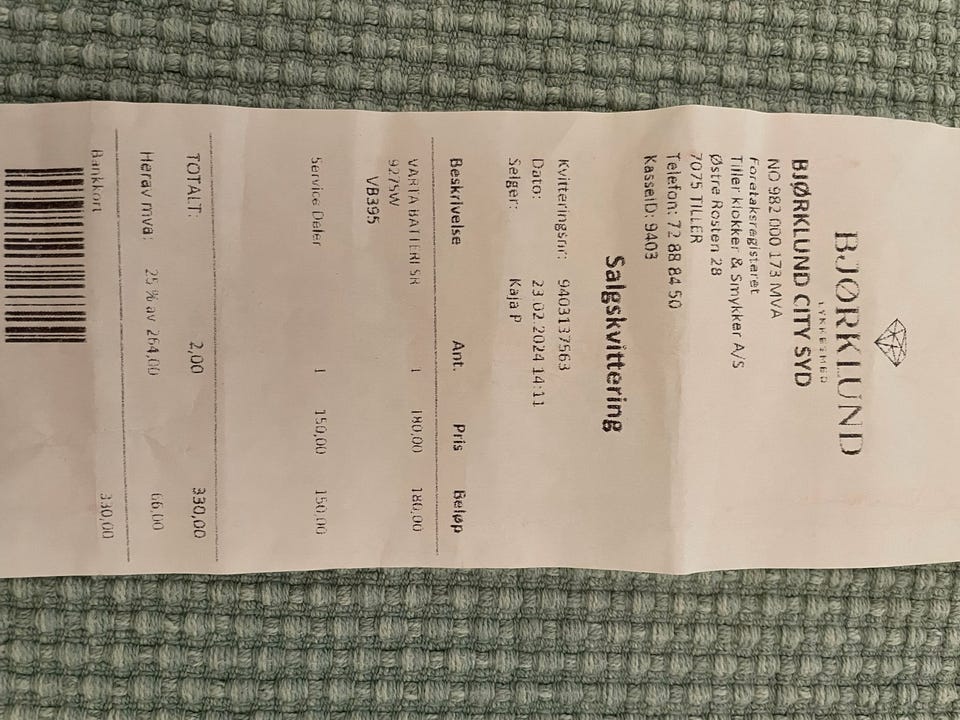 BJØRKLUND
LYKKESMED
BJØRKLUND CITY SYD
NO 982 000 173 MVA
Foretaksregisteret
Tiller klokker & Smykker A/S
Østre Rosten 28
7075 TILLER
Telefon: 72 88 84 50
KasseID: 9403
Salgskvittering
Kvitteringsnr: 9403137563
Dato: 23.02.2024 14:11
Selger: Kaja P
Beskrivelse Ant. Pris Beløp
VARTA BATTERI SR 1 180,00 180,00
927SW
VB395
Service Deler 1 150,00 150,00
TOTALT: 2,00 330,00
Herav mva: 25 % av 264,00 66,00
Bankkort 330,00